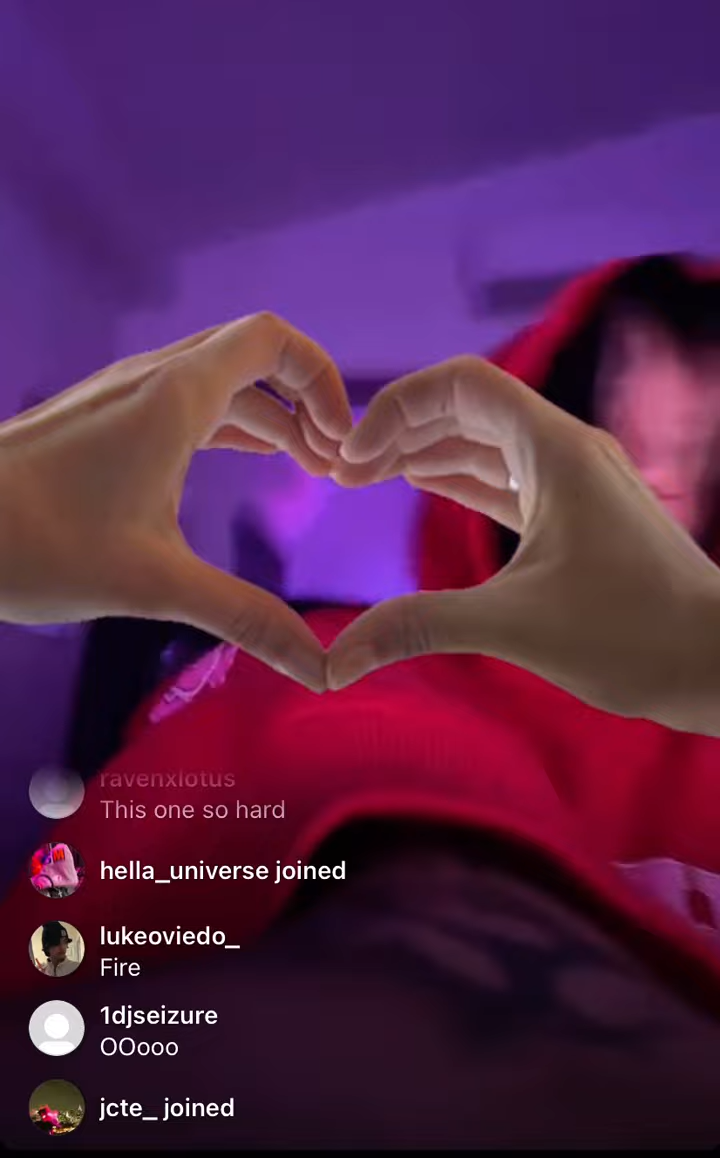 ravenxlotus
This one so hard
hella_universe joined
lukeoviedo_
Fire
1djseizure
OOooo
jcte_ joined